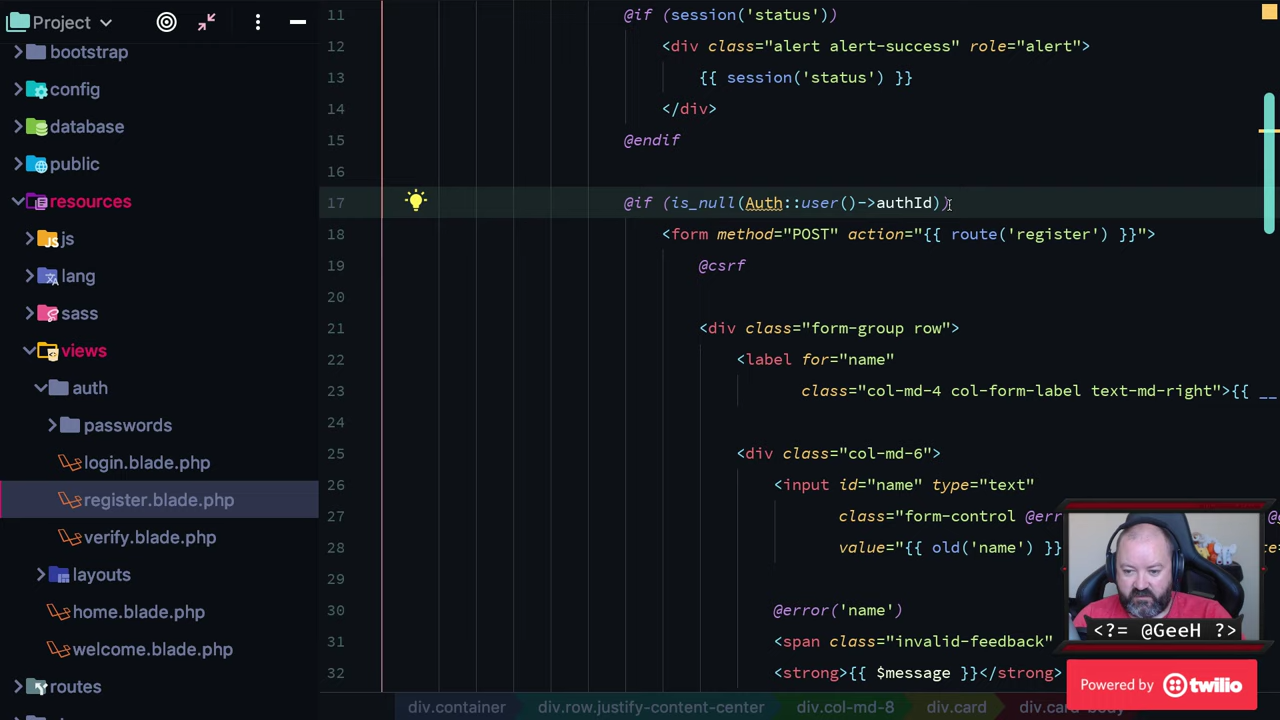 Project
bootstrap
config
database
public
resources
js
lang
sass
views
auth
passwords
login.blade.php
register.blade.php
verify.blade.php
layouts
home.blade.php
welcome.blade.php
routes
11 @if (session('status'))
12 <div class="alert alert-success" role="alert">
13 {{ session('status') }}
14 </div>
15 @endif
16
17 @if (is_null(Auth::user()->authId))
18 <form method="POST" action="{{ route('register') }}">
19 @csrf
20
21 <div class="form-group row">
22 <label for="name"
23 class="col-md-4 col-form-label text-md-right">{{ __
24
25 <div class="col-md-6">
26 <input id="name" type="text"
27 class="form-control @err
28 value="{{ old('name') }}
29
30 @error('name')
31 <span class="invalid-feedback"
32 <strong>{{ $message }}</strong>
<?= @GeeH ?>
Powered by twilio
div.container div.row.justify-content-center div.col-md-8 div.card div.card-body